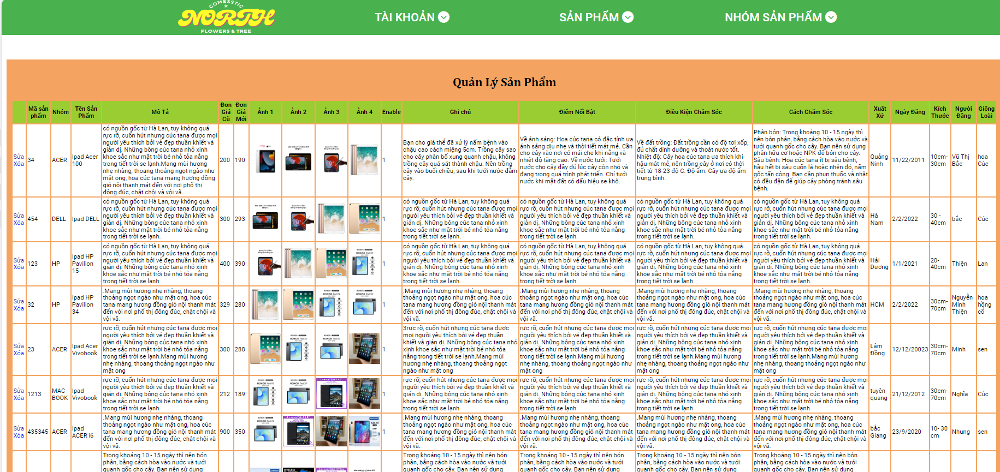 COMESSTIC
NORTH
FLOWERS & TREE
TÀI KHOẢN
SẢN PHẨM
NHÓM SẢN PHẨM
Quản Lý Sản Phẩm
Mã sản phẩm Nhóm Tên Sản Phẩm Mô Tả Đơn Giá Cũ Đơn Giá Mới Ảnh 1 Ảnh 2 Ảnh 3 Ảnh 4 Enable Ghi chú Điểm Nổi Bật Điều Kiện Chăm Sóc Cách Chăm Sóc Xuất Xứ Ngày Đăng Kích Thước Người Đăng Giống Loài
Sửa
Xóa
34
ACER
Ipad Acer
100
có nguồn gốc từ Hà Lan, tuy không quá
rực rỡ, cuốn hút nhưng cúc tana được mọi
người yêu thích bởi vẻ đẹp thuần khiết và
giản dị. Những bông cúc tana nhỏ xinh
khoe sắc như mặt trời bé nhỏ tỏa nắng
trong tiết trời se lạnh.Mang mùi hương
nhẹ nhàng, thoang thoảng ngọt ngào như
mật ong, hoa cúc tana mang hương đồng
gió nội thanh mát đến với nơi phố thị
đông đúc, chật chội và vội vã.
200
190
1
Bạn cho giá thể đã xử lý nấm bệnh vào
chậu cao cách miệng 5cm. Trồng cây sao
cho cây phân bố xung quanh chậu, không
trồng cây quá sát thành chậu. Nên trồng
cây vào buổi chiều, sau khi tưới nước đẫm
cây.
Về ánh sáng: Hoa cúc tana có đặc tính ưa
ánh sáng dịu nhẹ và thời tiết mát mẻ. Cần
cho cây vào nơi có mái che khi nắng và
nhiệt độ tăng cao. Về nước tưới: Tưới
nước cho cây đầy đủ lúc cây còn nhỏ và
đang trong quá trình phát triển. Chỉ tưới
nước khi mặt đất có dấu hiệu se khô.
Về đất trồng: Đất trồng cần có độ tơi xốp,
đủ chất dinh dưỡng và thoát nước tốt.
Nhiệt độ: Cây hoa cúc tana ưa thích khí
hậu mát mẻ, nên trồng cây ở nơi có thời
tiết từ 18-23 độ C. Độ ẩm: Cây ưa độ ẩm
trung bình.
Phân bón: Trong khoảng 10 - 15 ngày thì
nên bón phân, bằng cách hòa vào nước và
tưới quanh gốc cho cây. Bạn nên sử dụng
phân hữu cơ hoặc NPK để bón cho cây.
Sâu bệnh: Hoa cúc tana ít bị sâu bệnh,
hầu hết bị sâu cuốn lá hoặc nhện đỏ, nấm
gốc tấn công. Bạn cần phun thuốc và nhặt
cỏ đều đặn để giúp cây phòng tránh sâu
bệnh.
Quảng
Ninh
11/22/2011
10cm-
30cm
Vũ Thị
Bắc
hoa
Cúc
Sửa
Xóa
454
DELL
Ipad DELL
có nguồn gốc từ Hà Lan, tuy không quá
rực rỡ, cuốn hút nhưng cúc tana được mọi
người yêu thích bởi vẻ đẹp thuần khiết và
giản dị. Những bông cúc tana nhỏ xinh
khoe sắc như mặt trời bé nhỏ tỏa nắng
trong tiết trời se lạnh.
300
293
1
có nguồn gốc từ Hà Lan, tuy không quá
rực rỡ, cuốn hút nhưng cúc tana được mọi
người yêu thích bởi vẻ đẹp thuần khiết và
giản dị. Những bông cúc tana nhỏ xinh
khoe sắc như mặt trời bé nhỏ tỏa nắng
trong tiết trời se lạnh.
có nguồn gốc từ Hà Lan, tuy không quá
rực rỡ, cuốn hút nhưng cúc tana được mọi
người yêu thích bởi vẻ đẹp thuần khiết và
giản dị. Những bông cúc tana nhỏ xinh
khoe sắc như mặt trời bé nhỏ tỏa nắng
trong tiết trời se lạnh.
có nguồn gốc từ Hà Lan, tuy không quá
rực rỡ, cuốn hút nhưng cúc tana được mọi
người yêu thích bởi vẻ đẹp thuần khiết và
giản dị. Những bông cúc tana nhỏ xinh
khoe sắc như mặt trời bé nhỏ tỏa nắng
trong tiết trời se lạnh.
có nguồn gốc từ Hà Lan, tuy không quá
rực rỡ, cuốn hút nhưng cúc tana được mọi
người yêu thích bởi vẻ đẹp thuần khiết và
giản dị. Những bông cúc tana nhỏ xinh
khoe sắc như mặt trời bé nhỏ tỏa nắng
trong tiết trời se lạnh.
Hà
Nam
2/2/2022
30 -
40cm
bắc
Cúc
Sửa
Xóa
123
HP
Ipad HP
Pavilion
15
có nguồn gốc từ Hà Lan, tuy không quá
rực rỡ, cuốn hút nhưng cúc tana được mọi
người yêu thích bởi vẻ đẹp thuần khiết và
giản dị. Những bông cúc tana nhỏ xinh
khoe sắc như mặt trời bé nhỏ tỏa nắng
trong tiết trời se lạnh.
400
390
HONOR
Pad X9
1
có nguồn gốc từ Hà Lan, tuy không quá
rực rỡ, cuốn hút nhưng cúc tana được mọi
người yêu thích bởi vẻ đẹp thuần khiết và
giản dị. Những bông cúc tana nhỏ xinh
khoe sắc như mặt trời bé nhỏ tỏa nắng
trong tiết trời se lạnh.
có nguồn gốc từ Hà Lan, tuy không quá
rực rỡ, cuốn hút nhưng cúc tana được mọi
người yêu thích bởi vẻ đẹp thuần khiết và
giản dị. Những bông cúc tana nhỏ xinh
khoe sắc như mặt trời bé nhỏ tỏa nắng
trong tiết trời se lạnh.
có nguồn gốc từ Hà Lan, tuy không quá
rực rỡ, cuốn hút nhưng cúc tana được mọi
người yêu thích bởi vẻ đẹp thuần khiết và
giản dị. Những bông cúc tana nhỏ xinh
khoe sắc như mặt trời bé nhỏ tỏa nắng
trong tiết trời se lạnh.
có nguồn gốc từ Hà Lan, tuy không quá
rực rỡ, cuốn hút nhưng cúc tana được mọi
người yêu thích bởi vẻ đẹp thuần khiết và
giản dị. Những bông cúc tana nhỏ xinh
khoe sắc như mặt trời bé nhỏ tỏa nắng
trong tiết trời se lạnh.
Hải
Dương
1/1/2021
20-
40cm
Thiện
Lan
Sửa
Xóa
32
HP
Ipad HP
Pavilion
34
.Mang mùi hương nhẹ nhàng, thoang
thoảng ngọt ngào như mật ong, hoa cúc
tana mang hương đồng gió nội thanh mát
đến với nơi phố thị đông đúc, chật chội và
vội vã.
329
280
HONOR
Pad X9
HONOR
Pad X9
1
.Mang mùi hương nhẹ nhàng, thoang
thoảng ngọt ngào như mật ong, hoa cúc
tana mang hương đồng gió nội thanh mát
đến với nơi phố thị đông đúc, chật chội và
vội vã.
.Mang mùi hương nhẹ nhàng, thoang
thoảng ngọt ngào như mật ong, hoa cúc
tana mang hương đồng gió nội thanh mát
đến với nơi phố thị đông đúc, chật chội và
vội vã.
.Mang mùi hương nhẹ nhàng, thoang
thoảng ngọt ngào như mật ong, hoa cúc
tana mang hương đồng gió nội thanh mát
đến với nơi phố thị đông đúc, chật chội và
vội vã.
.Mang mùi hương nhẹ nhàng, thoang
thoảng ngọt ngào như mật ong, hoa cúc
tana mang hương đồng gió nội thanh mát
đến với nơi phố thị đông đúc, chật chội và
vội vã.
HCM
2/2/2022
30cm-
70cm
Nguyễn
Minh
Thiện
hoa
hồng
cổ
Sửa
Xóa
23
ACER
Ipad Acer
Vivobook
rực rỡ, cuốn hút nhưng cúc tana được mọi
người yêu thích bởi vẻ đẹp thuần khiết và
giản dị. Những bông cúc tana nhỏ xinh
khoe sắc như mặt trời bé nhỏ tỏa nắng
trong tiết trời se lạnh.Mang mùi hương
nhẹ nhàng, thoang thoảng ngọt ngào như
mật ong
300
288
HONOR
Pad X9
HONOR
Pad X9
1
3rực rỡ, cuốn hút nhưng cúc tana được
mọi người yêu thích bởi vẻ đẹp thuần
khiết và giản dị. Những bông cúc tana nhỏ
xinh khoe sắc như mặt trời bé nhỏ tỏa
nắng trong tiết trời se lạnh.Mang mùi
hương nhẹ nhàng, thoang thoảng ngọt
ngào như mật ong
rực rỡ, cuốn hút nhưng cúc tana được mọi
người yêu thích bởi vẻ đẹp thuần khiết và
giản dị. Những bông cúc tana nhỏ xinh
khoe sắc như mặt trời bé nhỏ tỏa nắng
trong tiết trời se lạnh.Mang mùi hương
nhẹ nhàng, thoang thoảng ngọt ngào như
mật ong
rực rỡ, cuốn hút nhưng cúc tana được mọi
người yêu thích bởi vẻ đẹp thuần khiết và
giản dị. Những bông cúc tana nhỏ xinh
khoe sắc như mặt trời bé nhỏ tỏa nắng
trong tiết trời se lạnh.Mang mùi hương
nhẹ nhàng, thoang thoảng ngọt ngào như
mật ong
rực rỡ, cuốn hút nhưng cúc tana được mọi
người yêu thích bởi vẻ đẹp thuần khiết và
giản dị. Những bông cúc tana nhỏ xinh
khoe sắc như mặt trời bé nhỏ tỏa nắng
trong tiết trời se lạnh.Mang mùi hương
nhẹ nhàng, thoang thoảng ngọt ngào như
mật ong
Lâm
Đồng
12/12/20023
30cm-
70cm
Minh
sen
Sửa
Xóa
1213
MAC
BOOK
Ipad
Vivobook
rực rỡ, cuốn hút nhưng cúc tana được mọi
người yêu thích bởi vẻ đẹp thuần khiết và
giản dị. Những bông cúc tana nhỏ xinh
khoe sắc như mặt trời bé nhỏ tỏa nắng
trong tiết trời se lạnh
212
189
HONOR
Pad X9
HONOR
Pad X9
1
rực rỡ, cuốn hút nhưng cúc tana được mọi
người yêu thích bởi vẻ đẹp thuần khiết và
giản dị. Những bông cúc tana nhỏ xinh
khoe sắc như mặt trời bé nhỏ tỏa nắng
trong tiết trời se lạnh
rực rỡ, cuốn hút nhưng cúc tana được mọi
người yêu thích bởi vẻ đẹp thuần khiết và
giản dị. Những bông cúc tana nhỏ xinh
khoe sắc như mặt trời bé nhỏ tỏa nắng
trong tiết trời se lạnh
rực rỡ, cuốn hút nhưng cúc tana được mọi
người yêu thích bởi vẻ đẹp thuần khiết và
giản dị. Những bông cúc tana nhỏ xinh
khoe sắc như mặt trời bé nhỏ tỏa nắng
trong tiết trời se lạnh
rực rỡ, cuốn hút nhưng cúc tana được mọi
người yêu thích bởi vẻ đẹp thuần khiết và
giản dị. Những bông cúc tana nhỏ xinh
khoe sắc như mặt trời bé nhỏ tỏa nắng
trong tiết trời se lạnh
tuyên
quang
21/12/2012
30cm-
70cm
Nghĩa
Cúc
Sửa
Xóa
435345
ACER
Ipad
ACER i6
.Mang mùi hương nhẹ nhàng, thoang
thoảng ngọt ngào như mật ong, hoa cúc
tana mang hương đồng gió nội thanh mát
đến với nơi phố thị đông đúc, chật chội và
vội vã.
900
350
HONOR
Pad X9
Tab A9
1
.Mang mùi hương nhẹ nhàng, thoang
thoảng ngọt ngào như mật ong, hoa cúc
tana mang hương đồng gió nội thanh mát
đến với nơi phố thị đông đúc, chật chội và
vội vã.
.Mang mùi hương nhẹ nhàng, thoang
thoảng ngọt ngào như mật ong, hoa cúc
tana mang hương đồng gió nội thanh mát
đến với nơi phố thị đông đúc, chật chội và
vội vã.
.Mang mùi hương nhẹ nhàng, thoang
thoảng ngọt ngào như mật ong, hoa cúc
tana mang hương đồng gió nội thanh mát
đến với nơi phố thị đông đúc, chật chội và
vội vã.
.Mang mùi hương nhẹ nhàng, thoang
thoảng ngọt ngào như mật ong, hoa cúc
tana mang hương đồng gió nội thanh mát
đến với nơi phố thị đông đúc, chật chội và
vội vã.
bắc
Giang
23/9/2020
10- 30
cm
Nhung
sen
Trong khoảng 10 - 15 ngày thì nên bón
phân, bằng cách hòa vào nước và tưới
quanh gốc cho cây. Bạn nên sử dụng
Trong khoảng 10 - 15 ngày thì nên bón
phân, bằng cách hòa vào nước và tưới
quanh gốc cho cây. Bạn nên sử dụng
Trong khoảng 10 - 15 ngày thì nên bón
phân, bằng cách hòa vào nước và tưới
quanh gốc cho cây. Bạn nên sử dụng
Trong khoảng 10 - 15 ngày thì nên bón
phân, bằng cách hòa vào nước và tưới
quanh gốc cho cây. Bạn nên sử dụng
Trong khoảng 10 - 15 ngày thì nên bón
phân, bằng cách hòa vào nước và tưới
quanh gốc cho cây. Bạn nên sử dụng